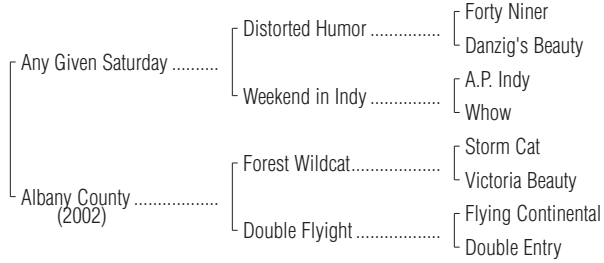 Forty Niner
Distorted Humor ...............
Danzig's Beauty
Any Given Saturday ..........
A.P. Indy
Weekend in Indy ...............
Whow
Storm Cat
Forest Wildcat...................
Victoria Beauty
Albany County ..................
(2002)
Flying Continental
Double Flyight ..................
Double Entry